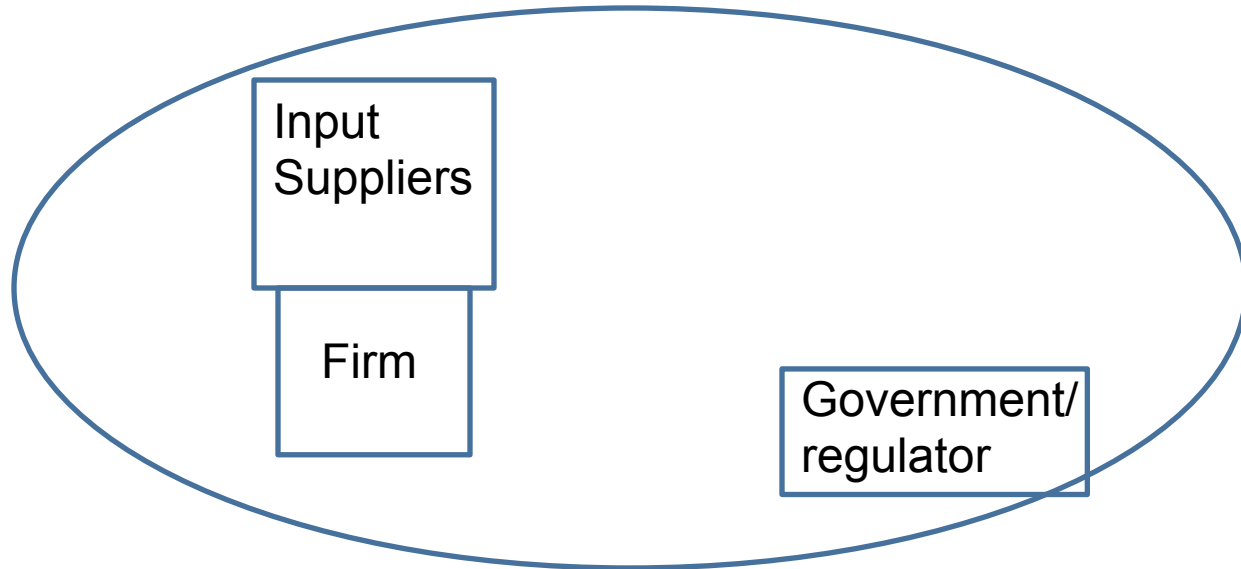 Input
Suppliers
Firm
Government/
regulator